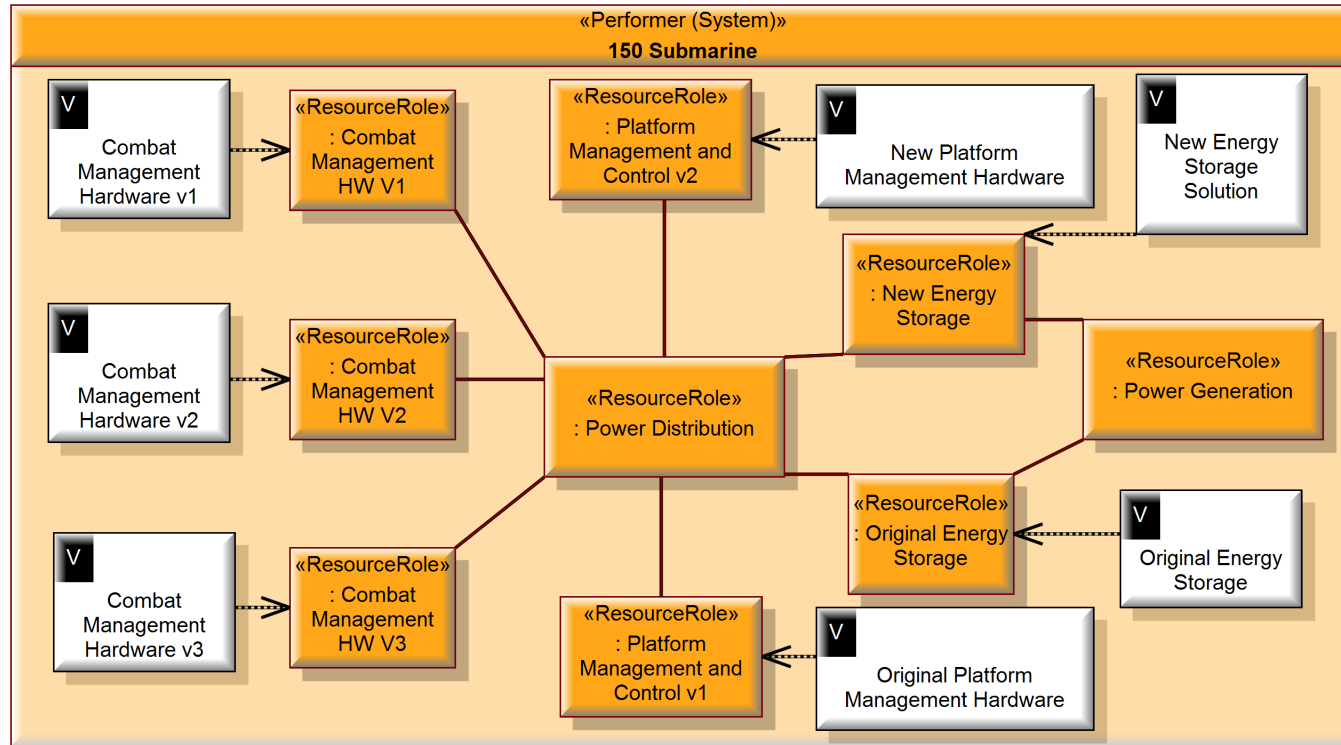 «Performer (System)»
150 Submarine
V
Combat
Management
Hardware v1
«ResourceRole»
: Combat
Management
HW V1
«ResourceRole»
: Platform
Management and
Control v2
V
New Platform
Management Hardware
V
New Energy
Storage
Solution
«ResourceRole»
: New Energy
Storage
V
Combat
Management
Hardware v2
«ResourceRole»
: Combat
Management
HW V2
«ResourceRole»
: Power Distribution
«ResourceRole»
: Power Generation
«ResourceRole»
: Original Energy
Storage
V
Original Energy
Storage
V
Combat
Management
Hardware v3
«ResourceRole»
: Combat
Management
HW V3
«ResourceRole»
: Platform
Management and
Control v1
V
Original Platform
Management Hardware